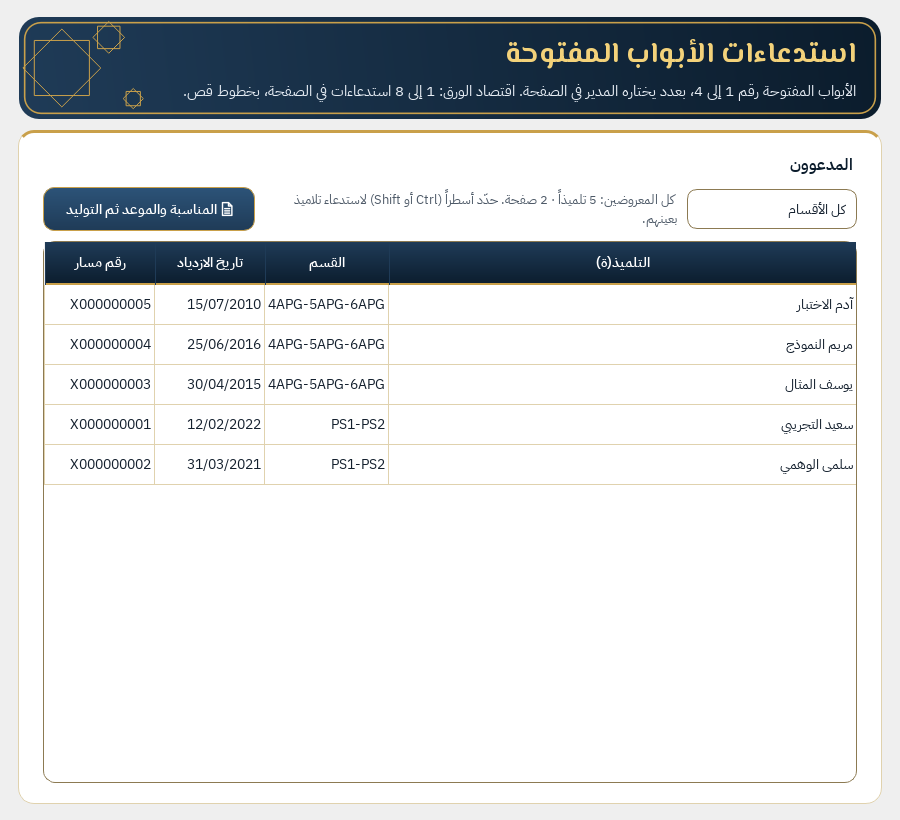 استدعاءات الأبواب المفتوحة
الأبواب المفتوحة رقم 1 إلى 4، بعدد يختاره المدير في الصفحة. اقتصاد الورق: 1 إلى 8 استدعاءات في الصفحة، بخطوط قص.
المدعوون
كل الأقسام
كل المعروضين: 5 تلميذاً · 2 صفحة. حدّد أسطراً (Ctrl أو Shift) لاستدعاء تلاميذ
بعينهم.
المناسبة والموعد ثم التوليد
التلميذ(ة) القسم تاريخ الازدياد رقم مسار
آدم الاختبار 4APG-5APG-6APG 15/07/2010 X000000005
مريم النموذج 4APG-5APG-6APG 25/06/2016 X000000004
يوسف المثال 4APG-5APG-6APG 30/04/2015 X000000003
سعيد التجريبي PS1-PS2 12/02/2022 X000000001
سلمى الوهمي PS1-PS2 31/03/2021 X000000002